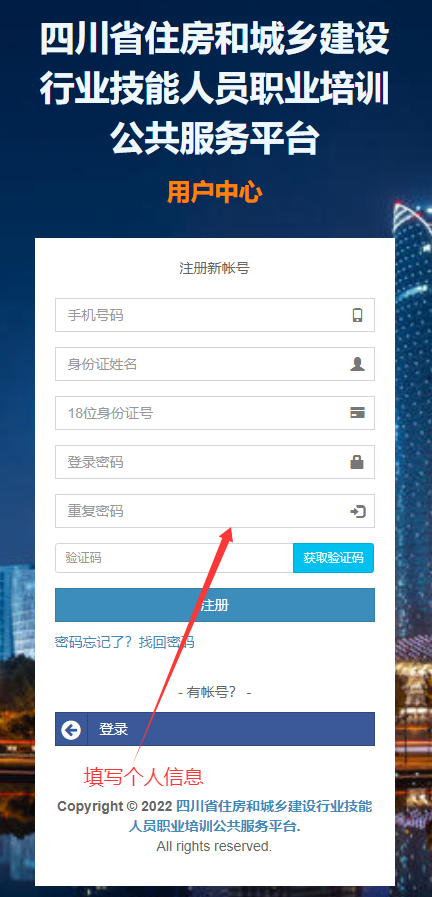 四川省住房和城乡建设
行业技能人员职业培训
公共服务平台
用户中心
注册新帐号
手机号码
身份证姓名
18位身份证号
登录密码
重复密码
验证码 获取验证码
注册
密码忘记了？找回密码
- 有帐号？ -
登录
填写个人信息
Copyright © 2022 四川省住房和城乡建设行业技能
人员职业培训公共服务平台.
All rights reserved.